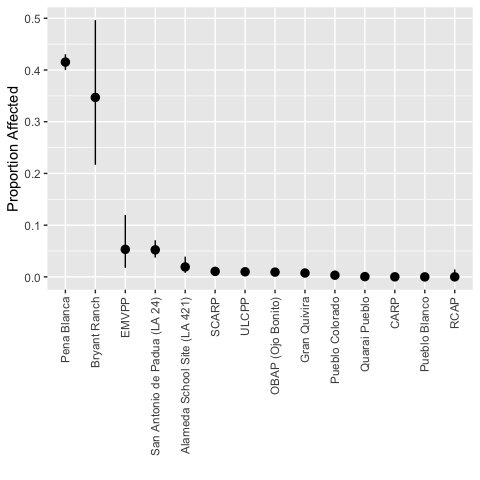 Proportion Affected
0.5
0.4
0.3
0.2
0.1
0.0
Pena Blanca
Bryant Ranch
EMVPP
San Antonio de Padua (LA 24)
Alameda School Site (LA 421)
SCARP
ULCPP
OBAP (Ojo Bonito)
Gran Quivira
Pueblo Colorado
Quarai Pueblo
CARP
Pueblo Blanco
RCAP